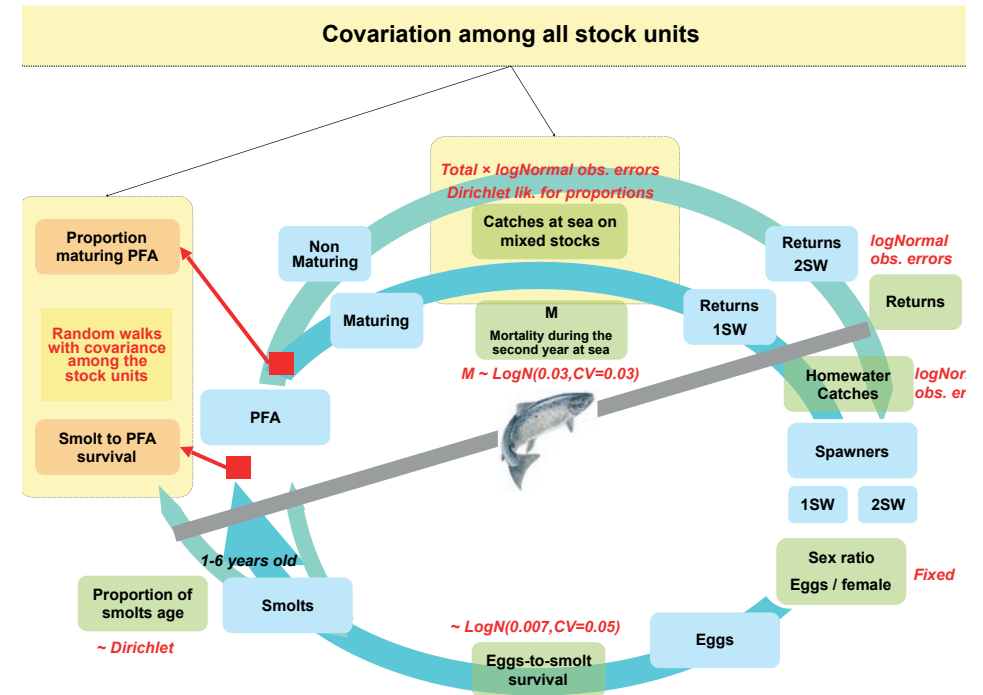 Covariation among all stock units
Total × logNormal obs. errors
Dirichlet lik. for proportions
Catches at sea on
mixed stocks
Proportion
maturing PFA
Non
Maturing
Returns
2SW
logNormal
obs. errors
Returns
Maturing
Returns
1SW
M
Mortality during the
second year at sea
M ~ LogN(0.03,CV=0.03)
Random walks
with covariance
among the
stock units
Homewater
Catches
logNor
obs. er
PFA
Smolt to PFA
survival
Spawners
1SW
2SW
1-6 years old
Sex ratio
Eggs / female
Fixed
Proportion of
smolts age
Smolts
~ Dirichlet
~ LogN(0.007,CV=0.05)
Eggs
Eggs-to-smolt
survival